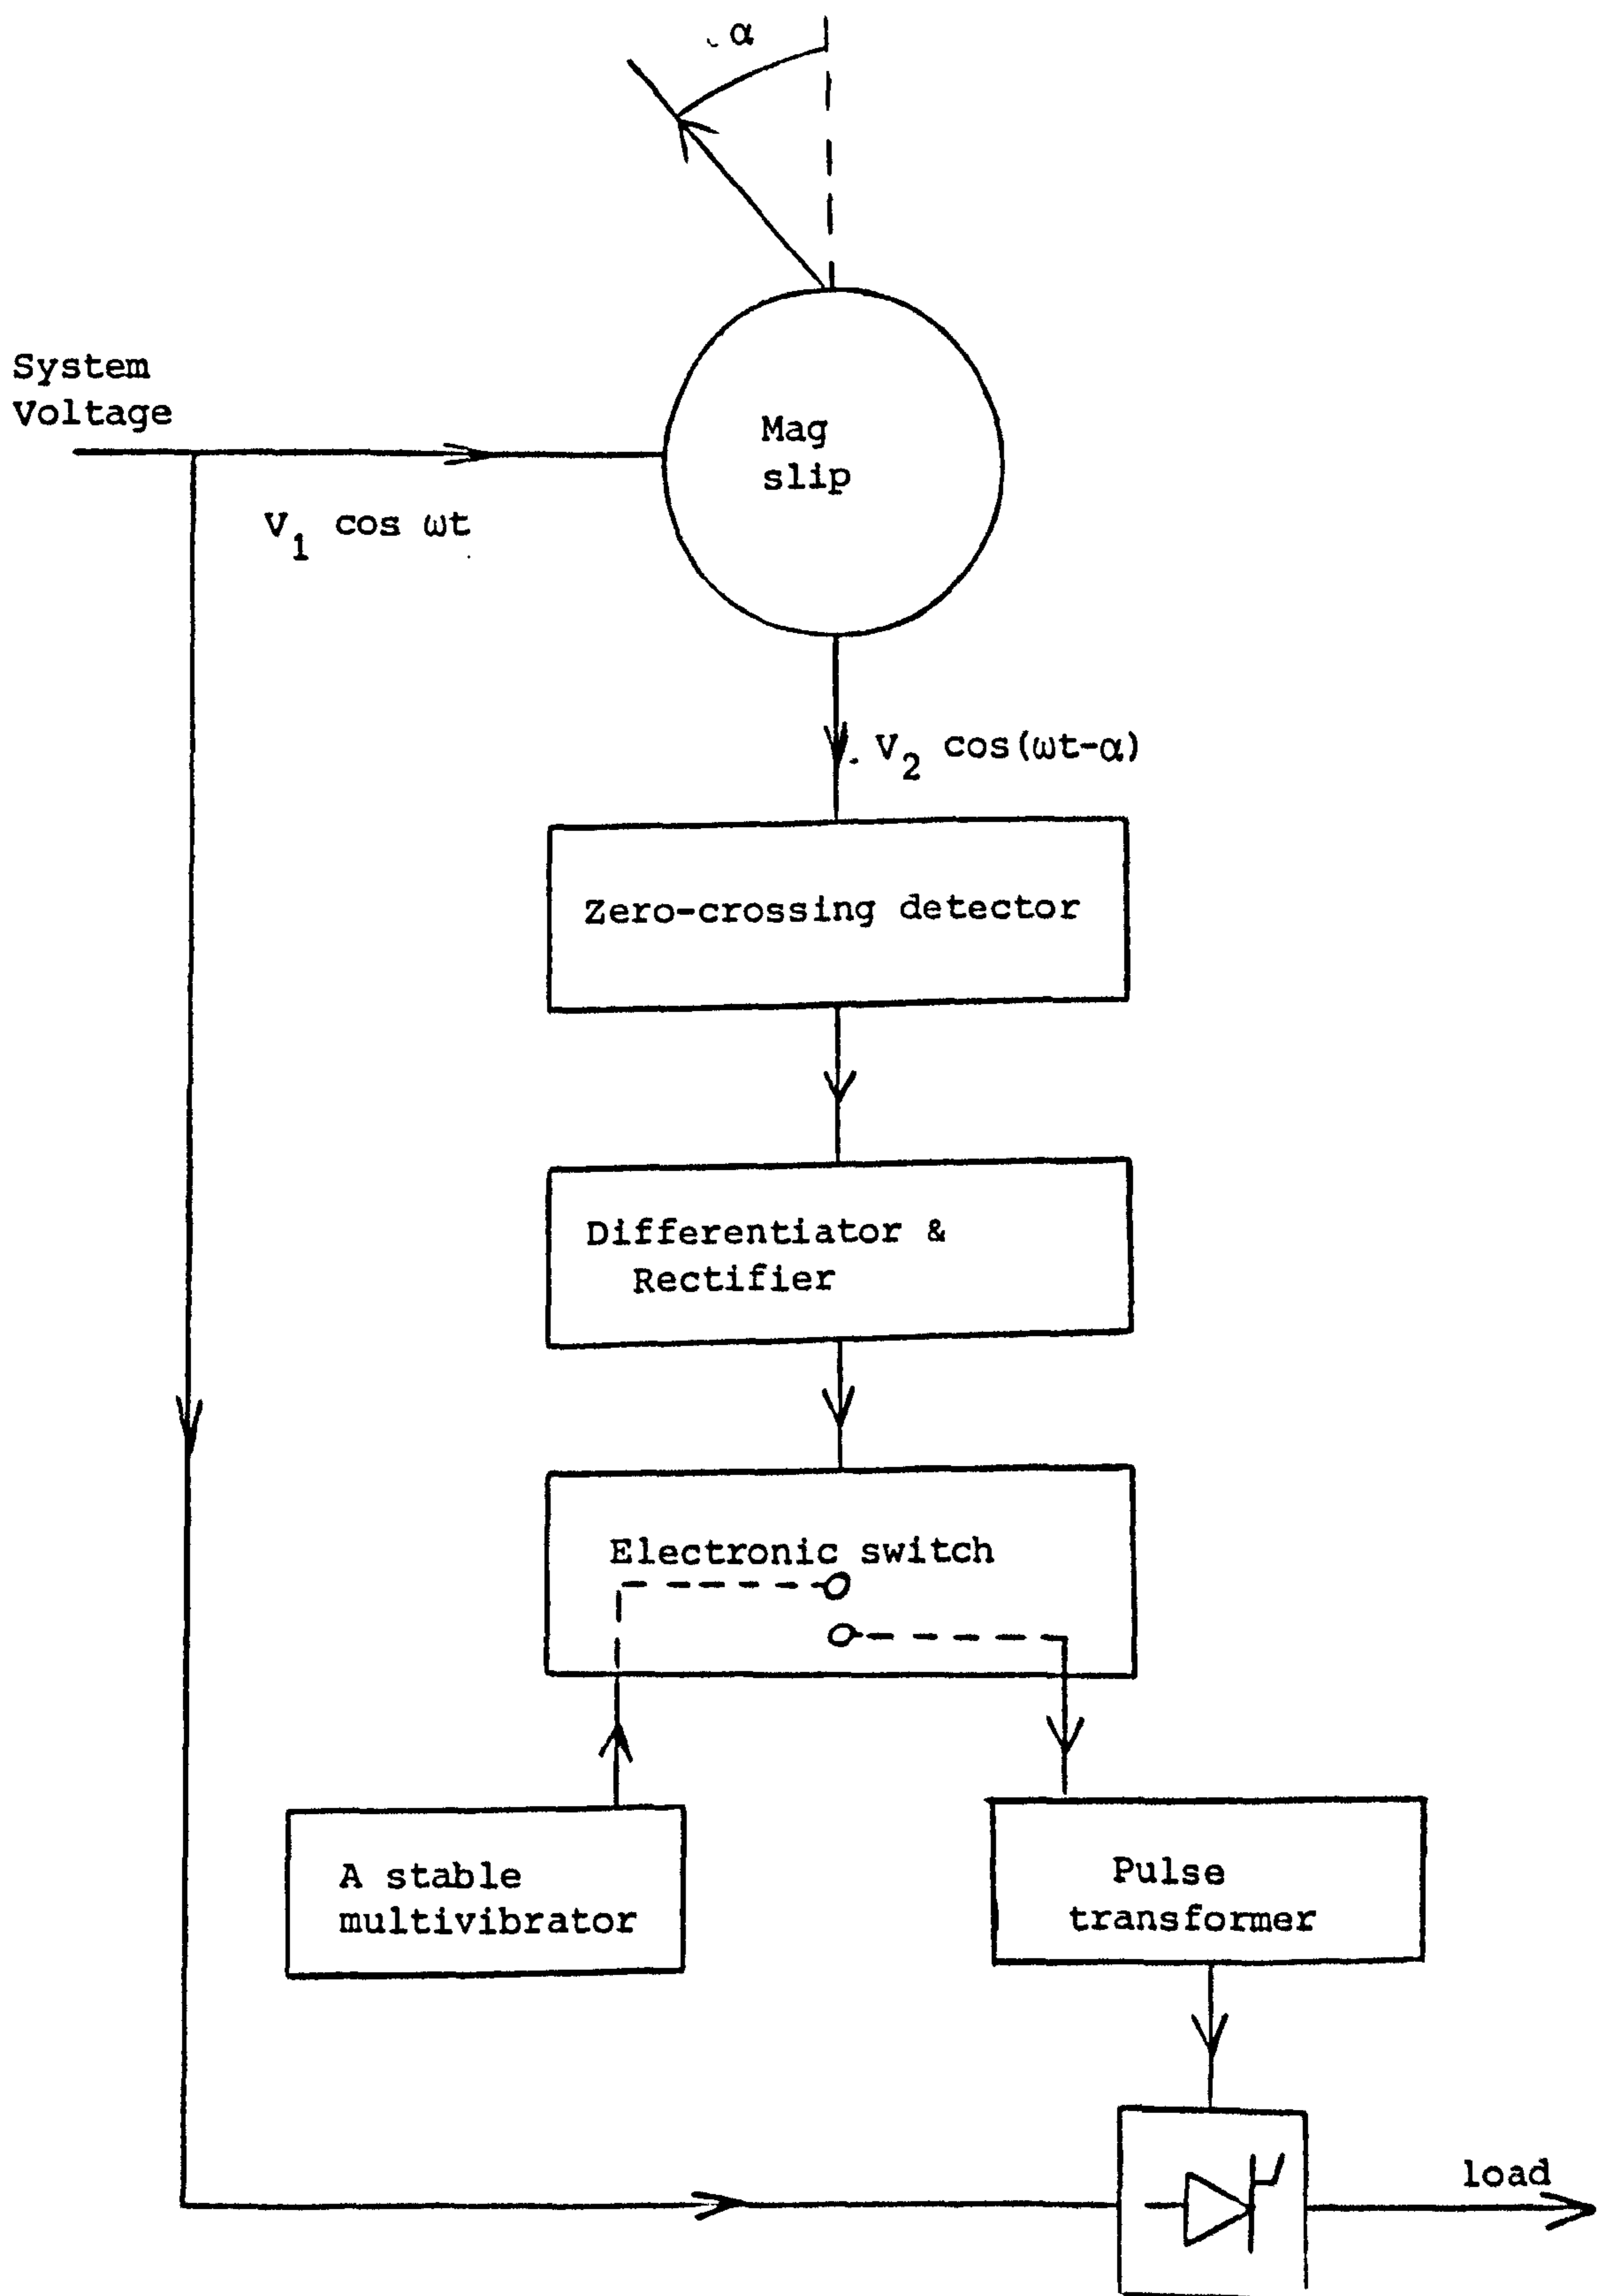 α
System
Voltage
Mag
slip
V₁ cos ωt
V₂ cos(ωt-α)
Zero-crossing detector
Differentiator &
Rectifier
Electronic switch
A stable
multivibrator
Pulse
transformer
load